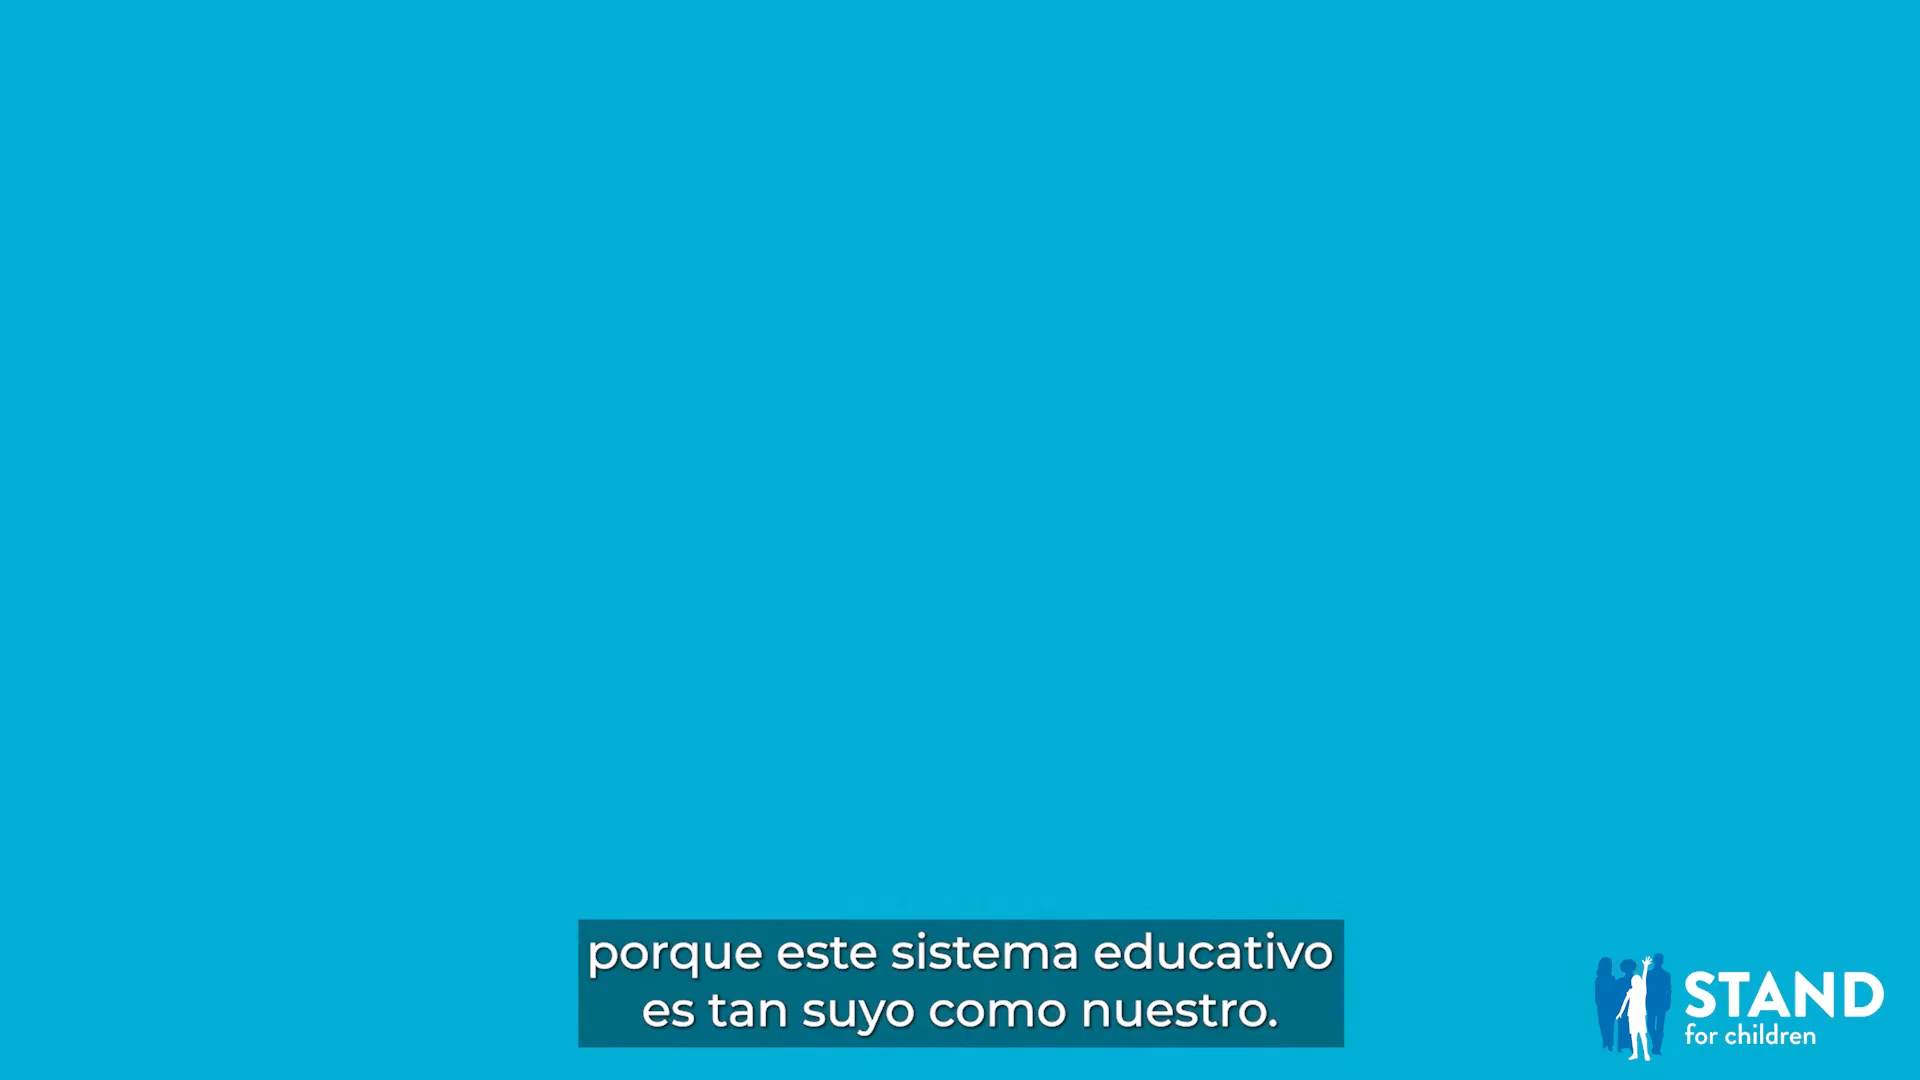 porque este sistema educativo
es tan suyo como nuestro.
STAND
for children